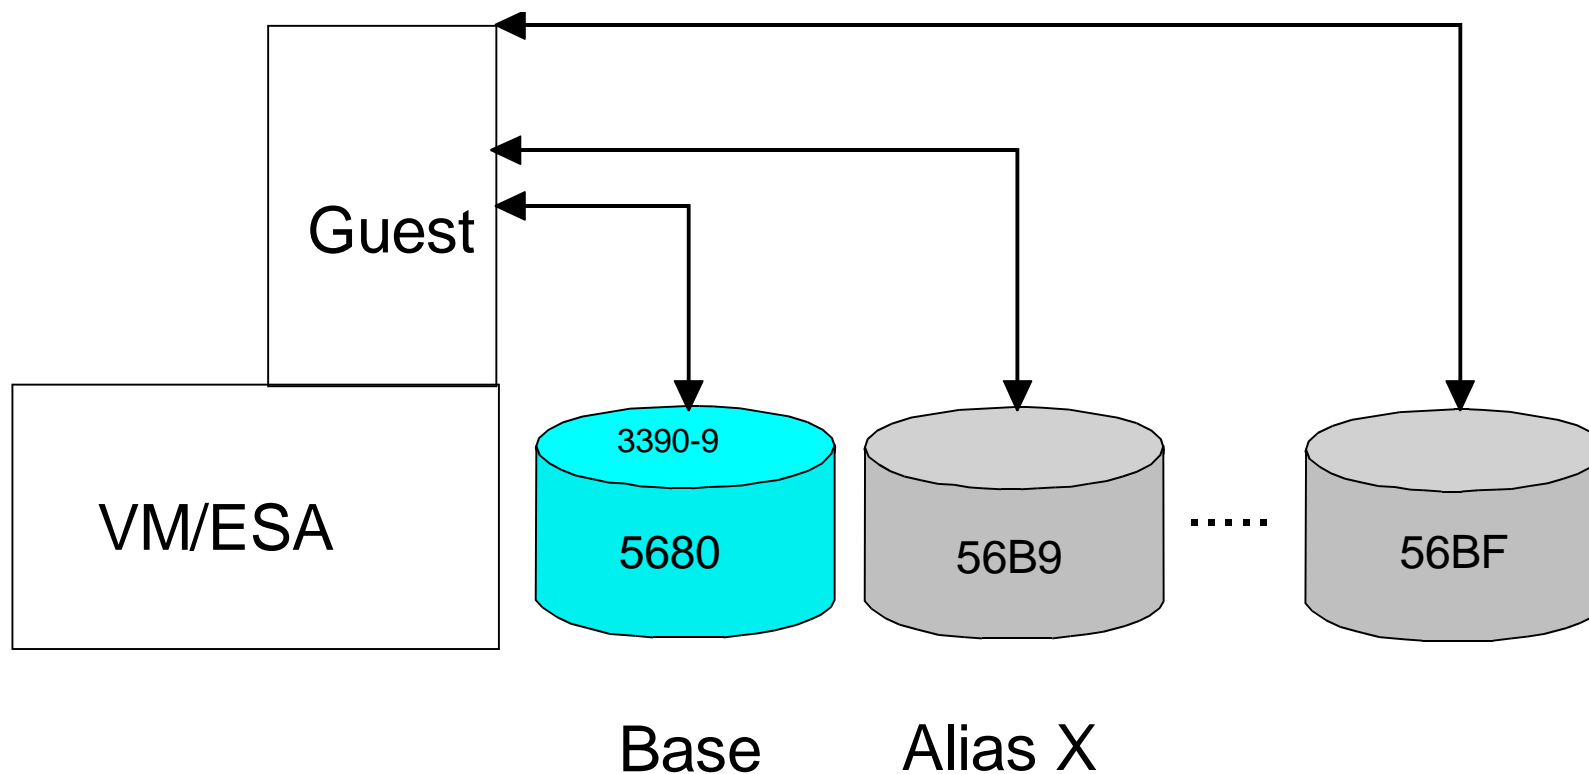 Guest
VM/ESA
3390-9
5680
56B9
.....
56BF
Base
Alias X